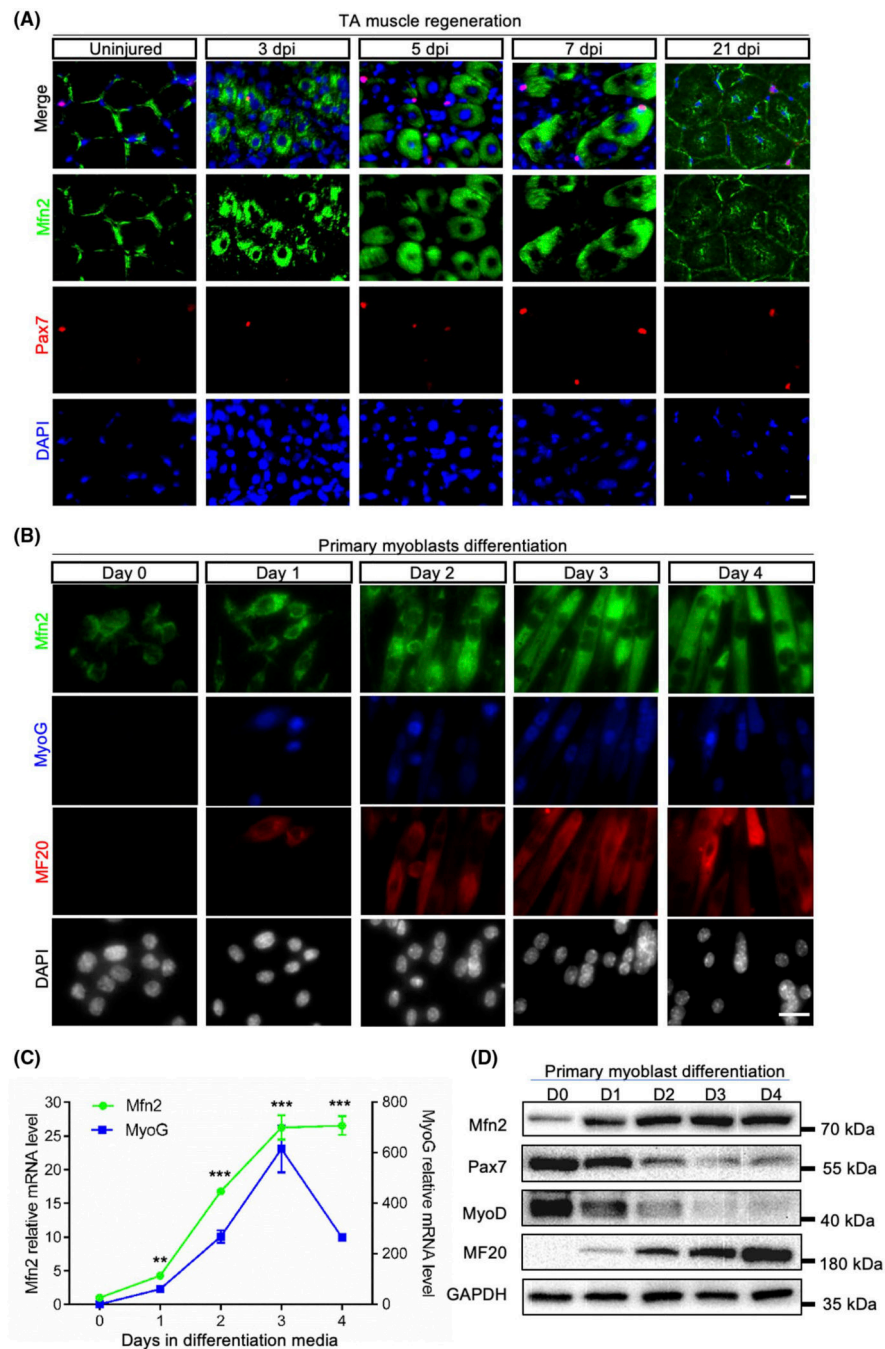 (A)
TA muscle regeneration
Uninjured 3 dpi 5 dpi 7 dpi 21 dpi
Merge
Mfn2
Pax7
DAPI
(B)
Primary myoblasts differentiation
Day 0 Day 1 Day 2 Day 3 Day 4
Mfn2
MyoG
MF20
DAPI
(C)
Mfn2 relative mRNA level
30
25
20
15
10
5
0
Mfn2
MyoG
** *** *** ***
800
600
400
200
0
MyoG relative mRNA level
0 1 2 3 4
Days in differentiation media
(D)
Primary myoblast differentiation
D0 D1 D2 D3 D4
Mfn2 70 kDa
Pax7 55 kDa
MyoD 40 kDa
MF20 180 kDa
GAPDH 35 kDa